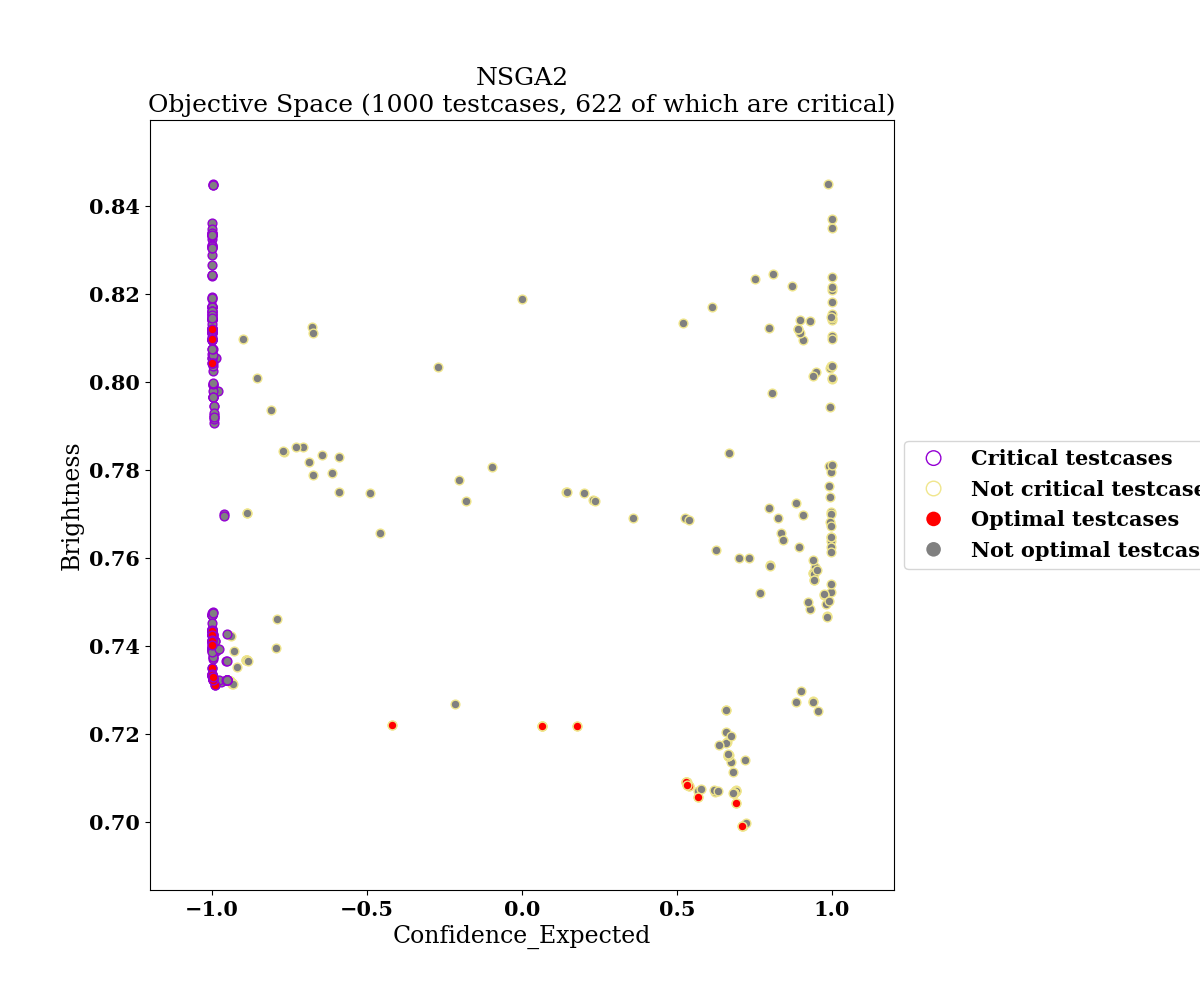 NSGA2
Objective Space (1000 testcases, 622 of which are critical)
0.84
0.82
0.80
0.78
0.76
0.74
0.72
0.70
Brightness
−1.0
−0.5
0.0
0.5
1.0
Confidence_Expected
Critical testcases
Not critical testcase
Optimal testcases
Not optimal testcas